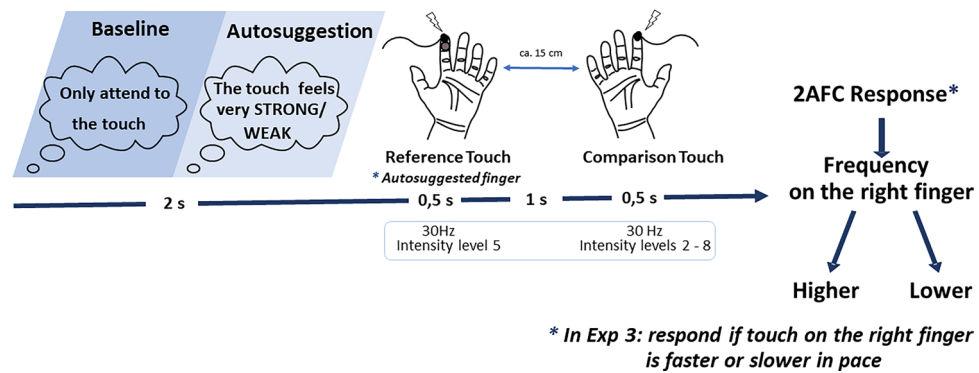 Baseline
Autosuggestion
Only attend to
the touch
The touch feels
very STRONG/
WEAK
ca. 15 cm
Reference Touch
* Autosuggested finger
Comparison Touch
2 s
0,5 s
1 s
0,5 s
30Hz
Intensity level 5
30 Hz
Intensity levels 2 - 8
2AFC Response*
Frequency
on the right finger
Higher
Lower
* In Exp 3: respond if touch on the right finger
is faster or slower in pace